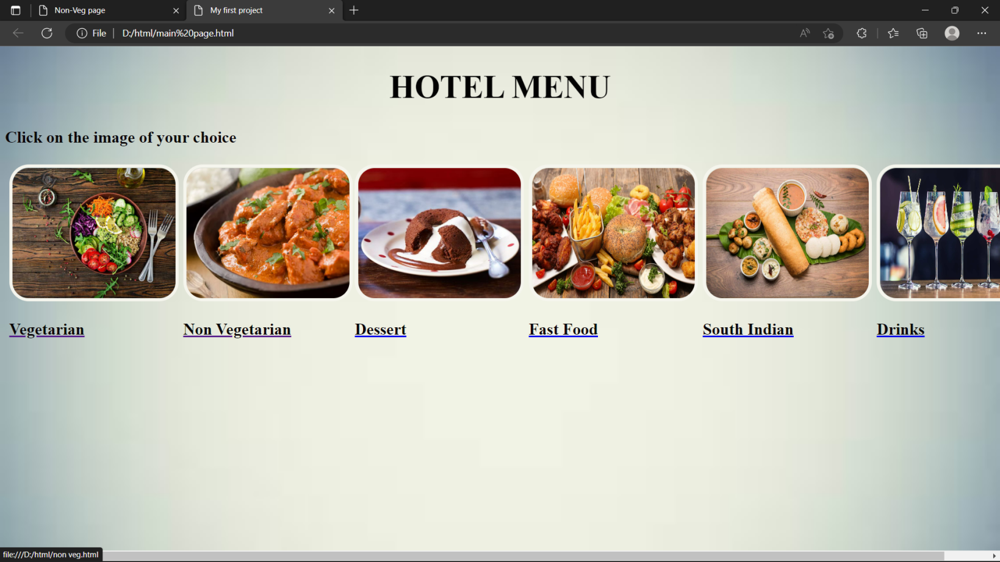 Non-Veg page
My first project
File
D:/html/main%20page.html
HOTEL MENU
Click on the image of your choice
Vegetarian
Non Vegetarian
Dessert
Fast Food
South Indian
Drinks
file:///D:/html/non veg.html